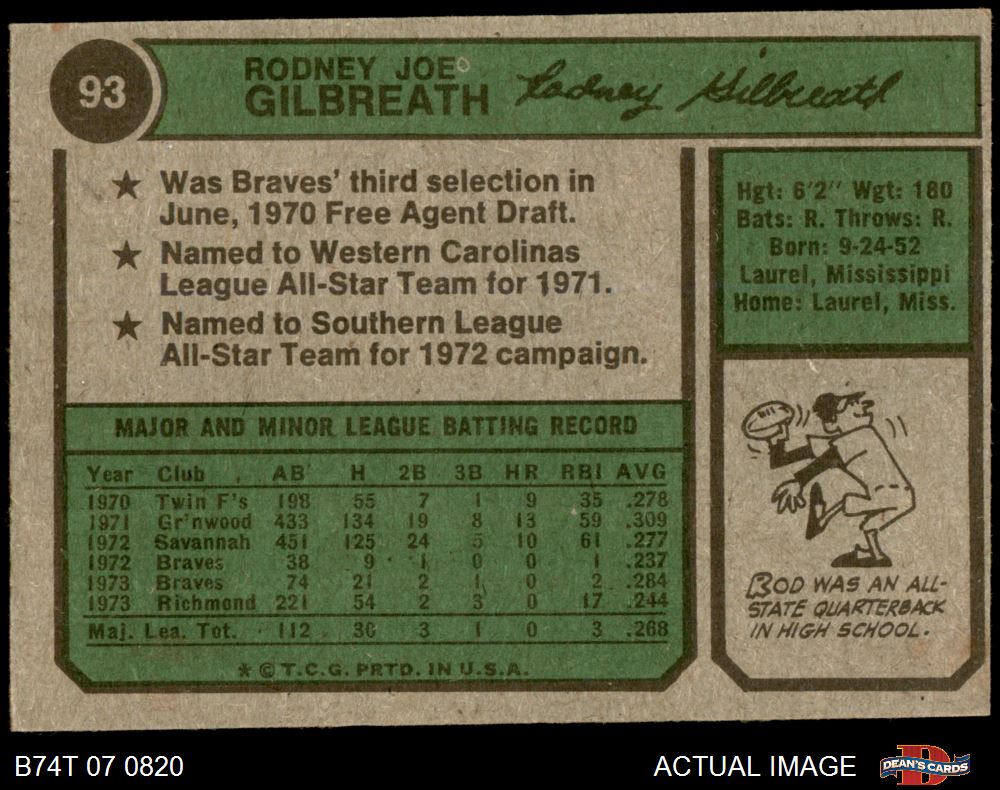 93
RODNEY JOE
GILBREATH
Rodney Gilbreath
★ Was Braves' third selection in
June, 1970 Free Agent Draft.
★ Named to Western Carolinas
League All-Star Team for 1971.
★ Named to Southern League
All-Star Team for 1972 campaign.
Hgt: 6'2" Wgt: 180
Bats: R. Throws: R.
Born: 9-24-52
Laurel, Mississippi
Home: Laurel, Miss.
MAJOR AND MINOR LEAGUE BATTING RECORD
Year Club AB H 2B 3B HR RBI AVG
1970 Twin F's 198 55 7 1 9 35 .278
1971 Gr'nwood 433 134 19 8 13 59 .309
1972 Savannah 451 125 24 5 10 61 .277
1972 Braves 38 9 1 0 0 1 .237
1973 Braves 74 21 2 1 0 2 .284
1973 Richmond 221 54 2 3 0 17 .244
Maj. Lea. Tot. 112 30 3 1 0 3 .268
* © T.C.G. PRTD. IN U.S.A.
ROD WAS AN ALL-
STATE QUARTERBACK
IN HIGH SCHOOL.
B74T 07 0820
ACTUAL IMAGE
D
DEAN'S CARDS